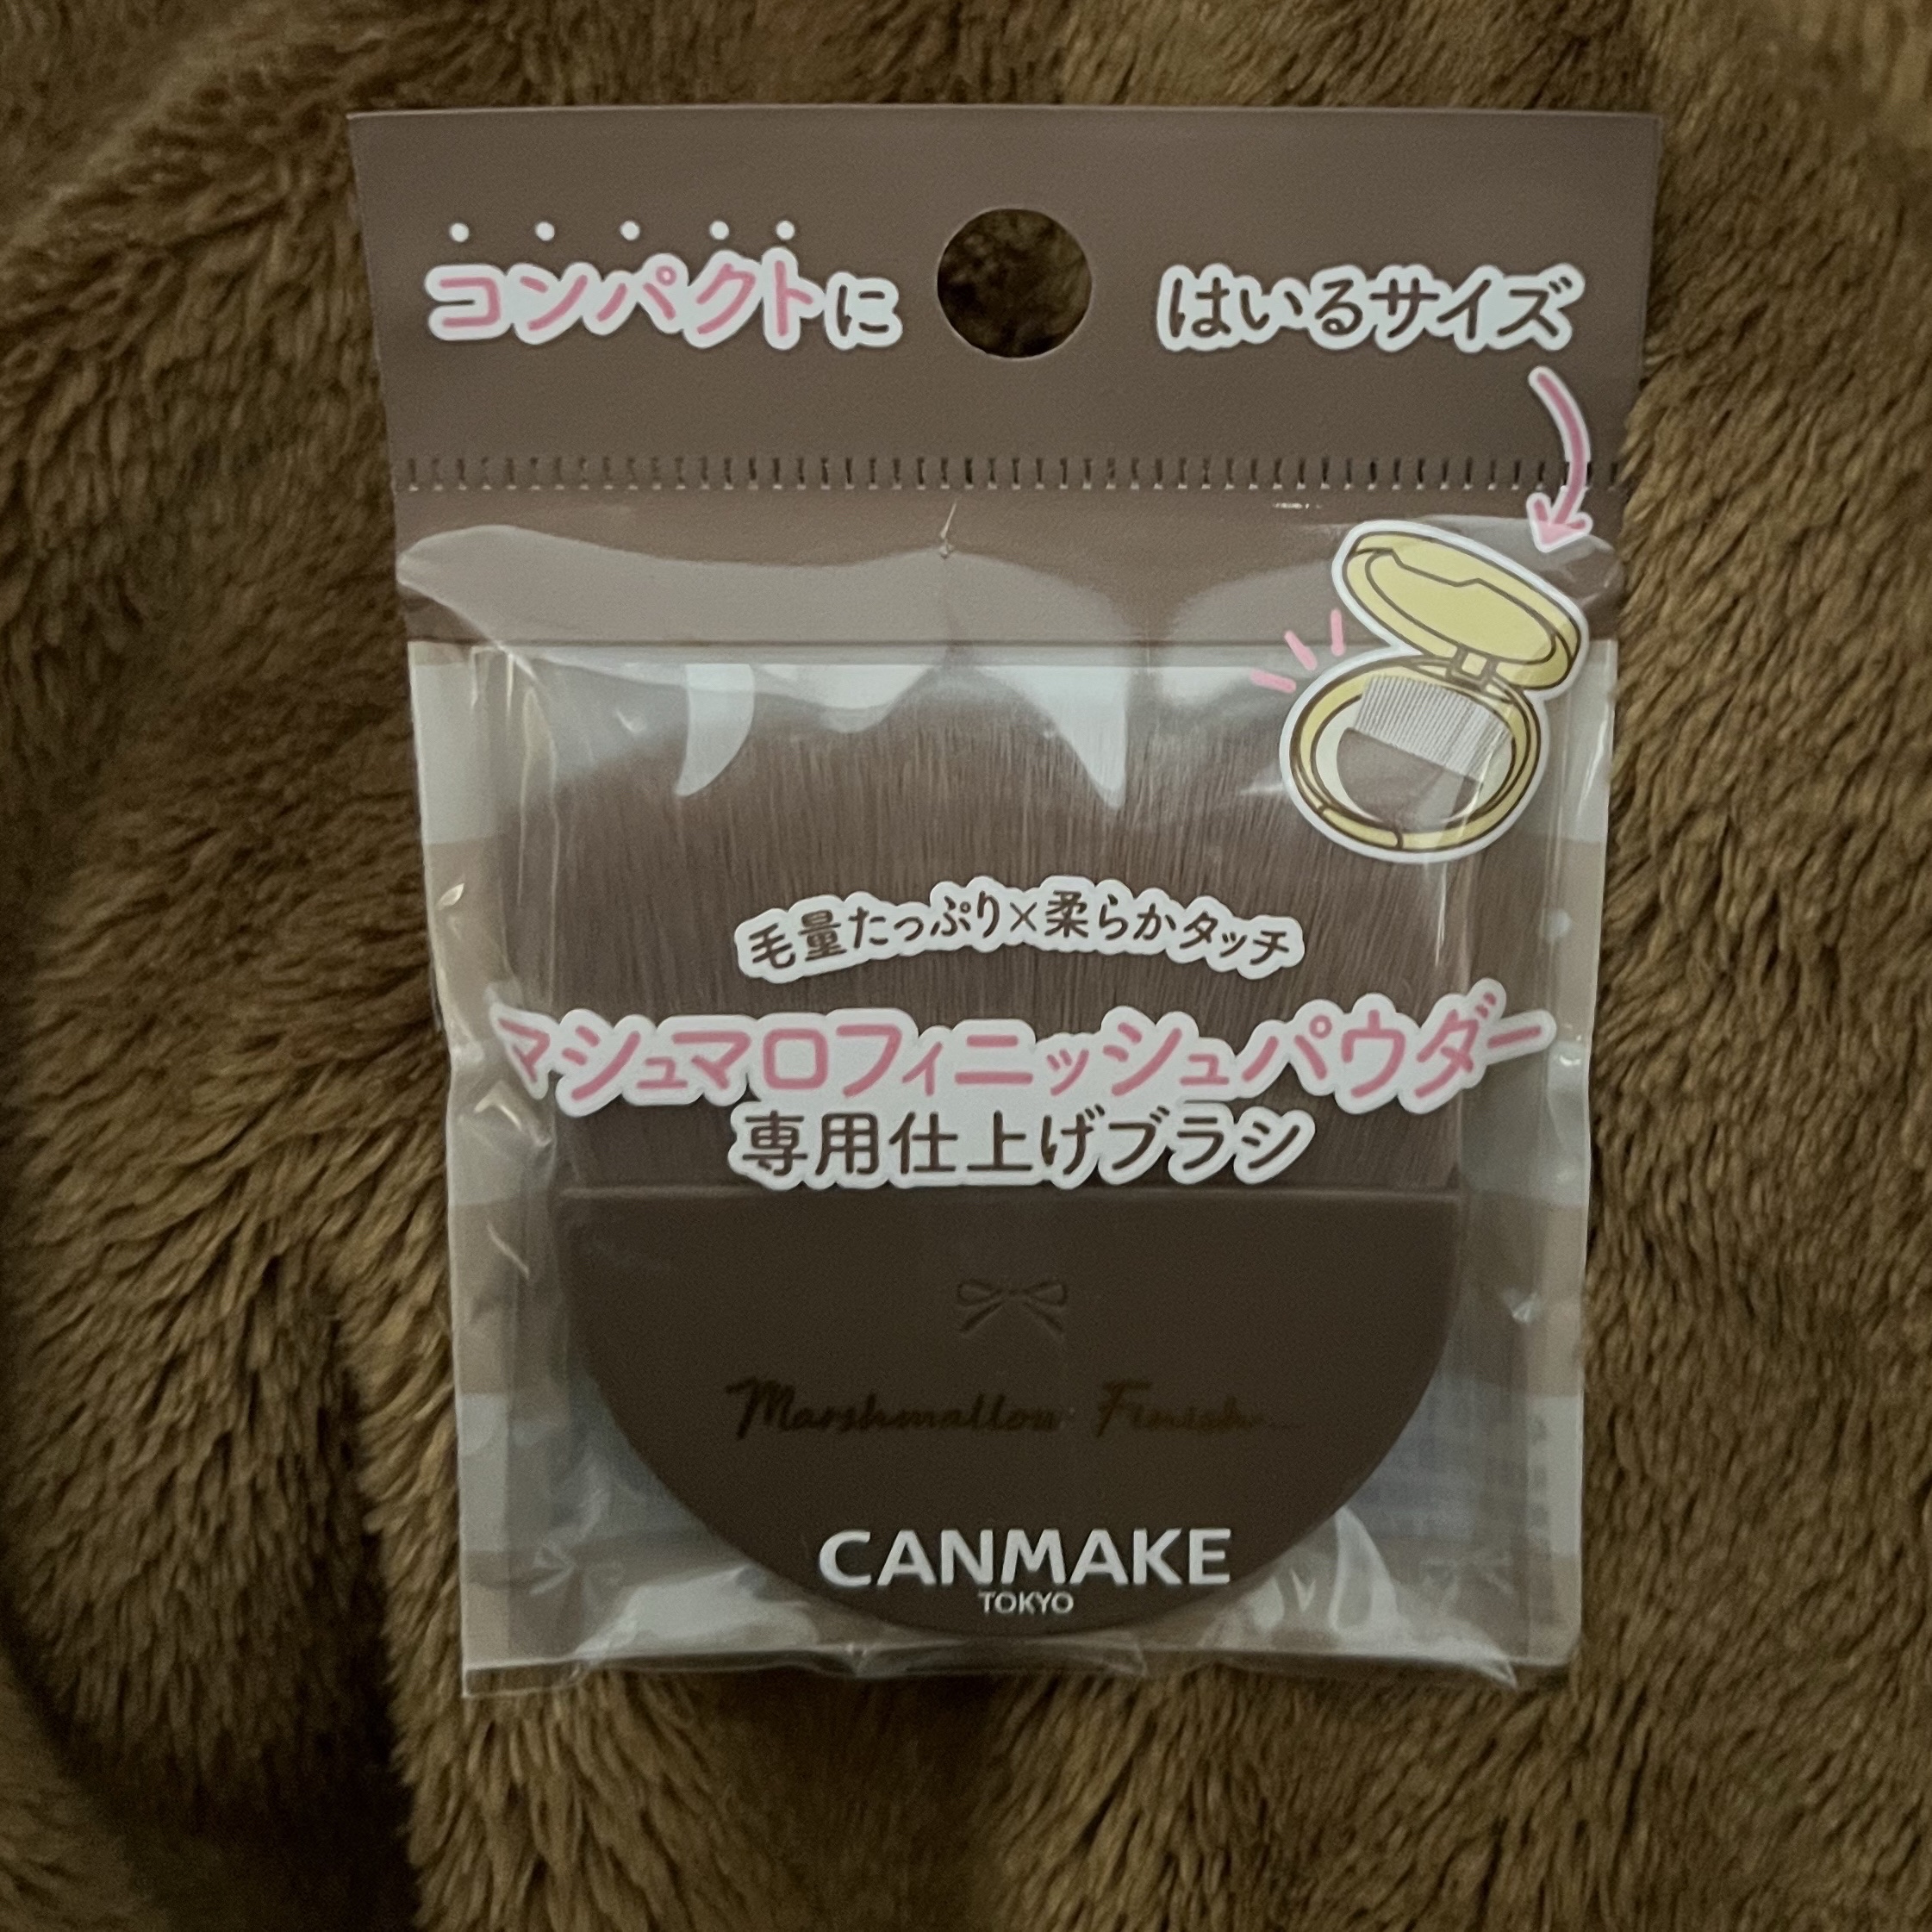 コンパクトに はいるサイズ
毛量たっぷり×柔らかタッチ
マシュマロフィニッシュパウダー
専用仕上げブラシ
Marshmallow Finish
CANMAKE
TOKYO